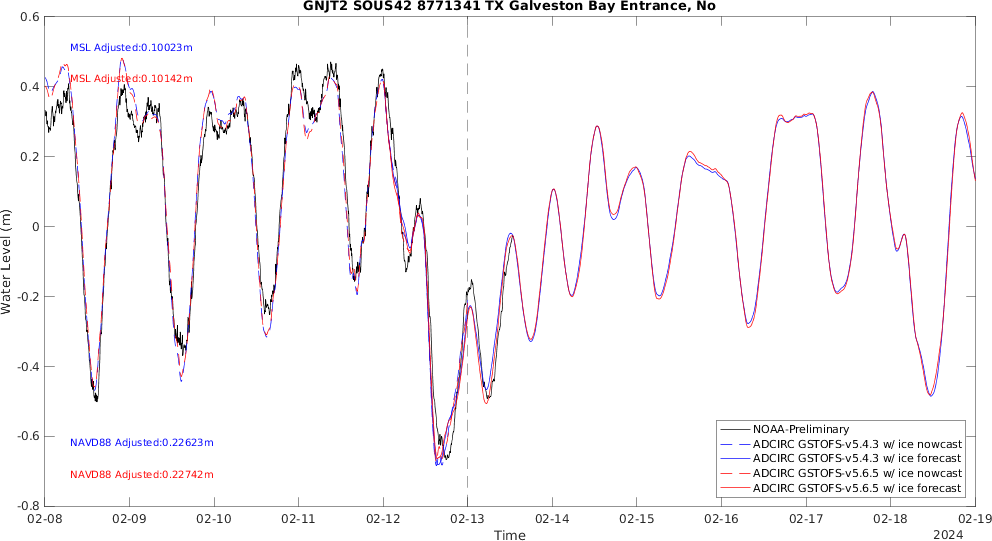 GNJT2 SOUS42 8771341 TX Galveston Bay Entrance, No
0.6
MSL Adjusted:0.10023m
MSL Adjusted:0.10142m
0.4
0.2
0
-0.2
-0.4
-0.6
-0.8
Water Level (m)
NAVD88 Adjusted:0.22623m
NAVD88 Adjusted:0.22742m
NOAA-Preliminary
ADCIRC GSTOFS-v5.4.3 w/ ice nowcast
ADCIRC GSTOFS-v5.4.3 w/ ice forecast
ADCIRC GSTOFS-v5.6.5 w/ ice nowcast
ADCIRC GSTOFS-v5.6.5 w/ ice forecast
02-08 02-09 02-10 02-11 02-12 02-13 02-14 02-15 02-16 02-17 02-18 02-19
Time
2024